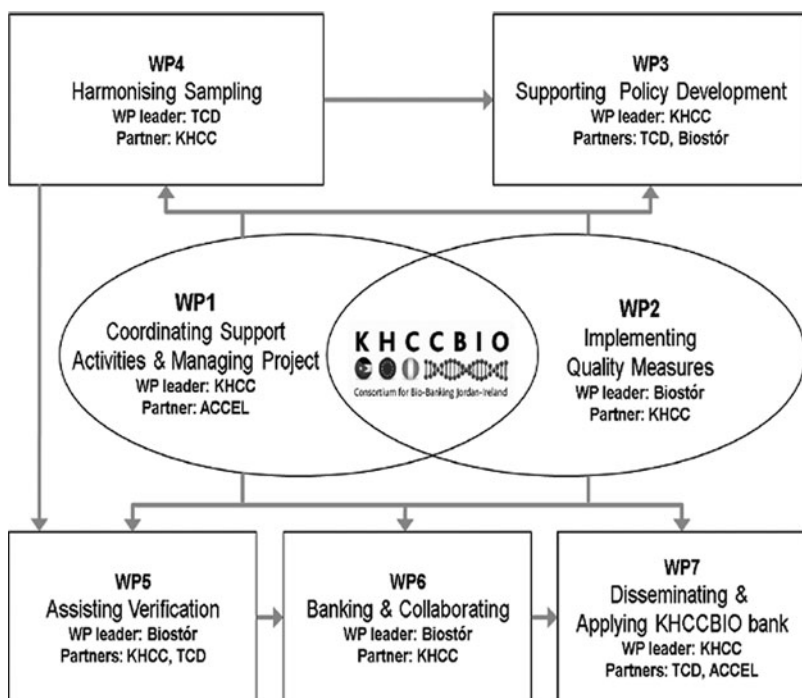 WP4
Harmonising Sampling
WP leader: TCD
Partner: KHCC
WP3
Supporting Policy Development
WP leader: KHCC
Partners: TCD, Biostór
WP1
Coordinating Support
Activities & Managing Project
WP leader: KHCC
Partner: ACCEL
KHCCBIO
Consortium for Bio-Banking Jordan-Ireland
WP2
Implementing
Quality Measures
WP leader: Biostór
Partner: KHCC
WP5
Assisting Verification
WP leader: Biostór
Partners: KHCC, TCD
WP6
Banking & Collaborating
WP leader: Biostór
Partner: KHCC
WP7
Disseminating &
Applying KHCCBIO bank
WP leader: KHCC
Partners: TCD, ACCEL